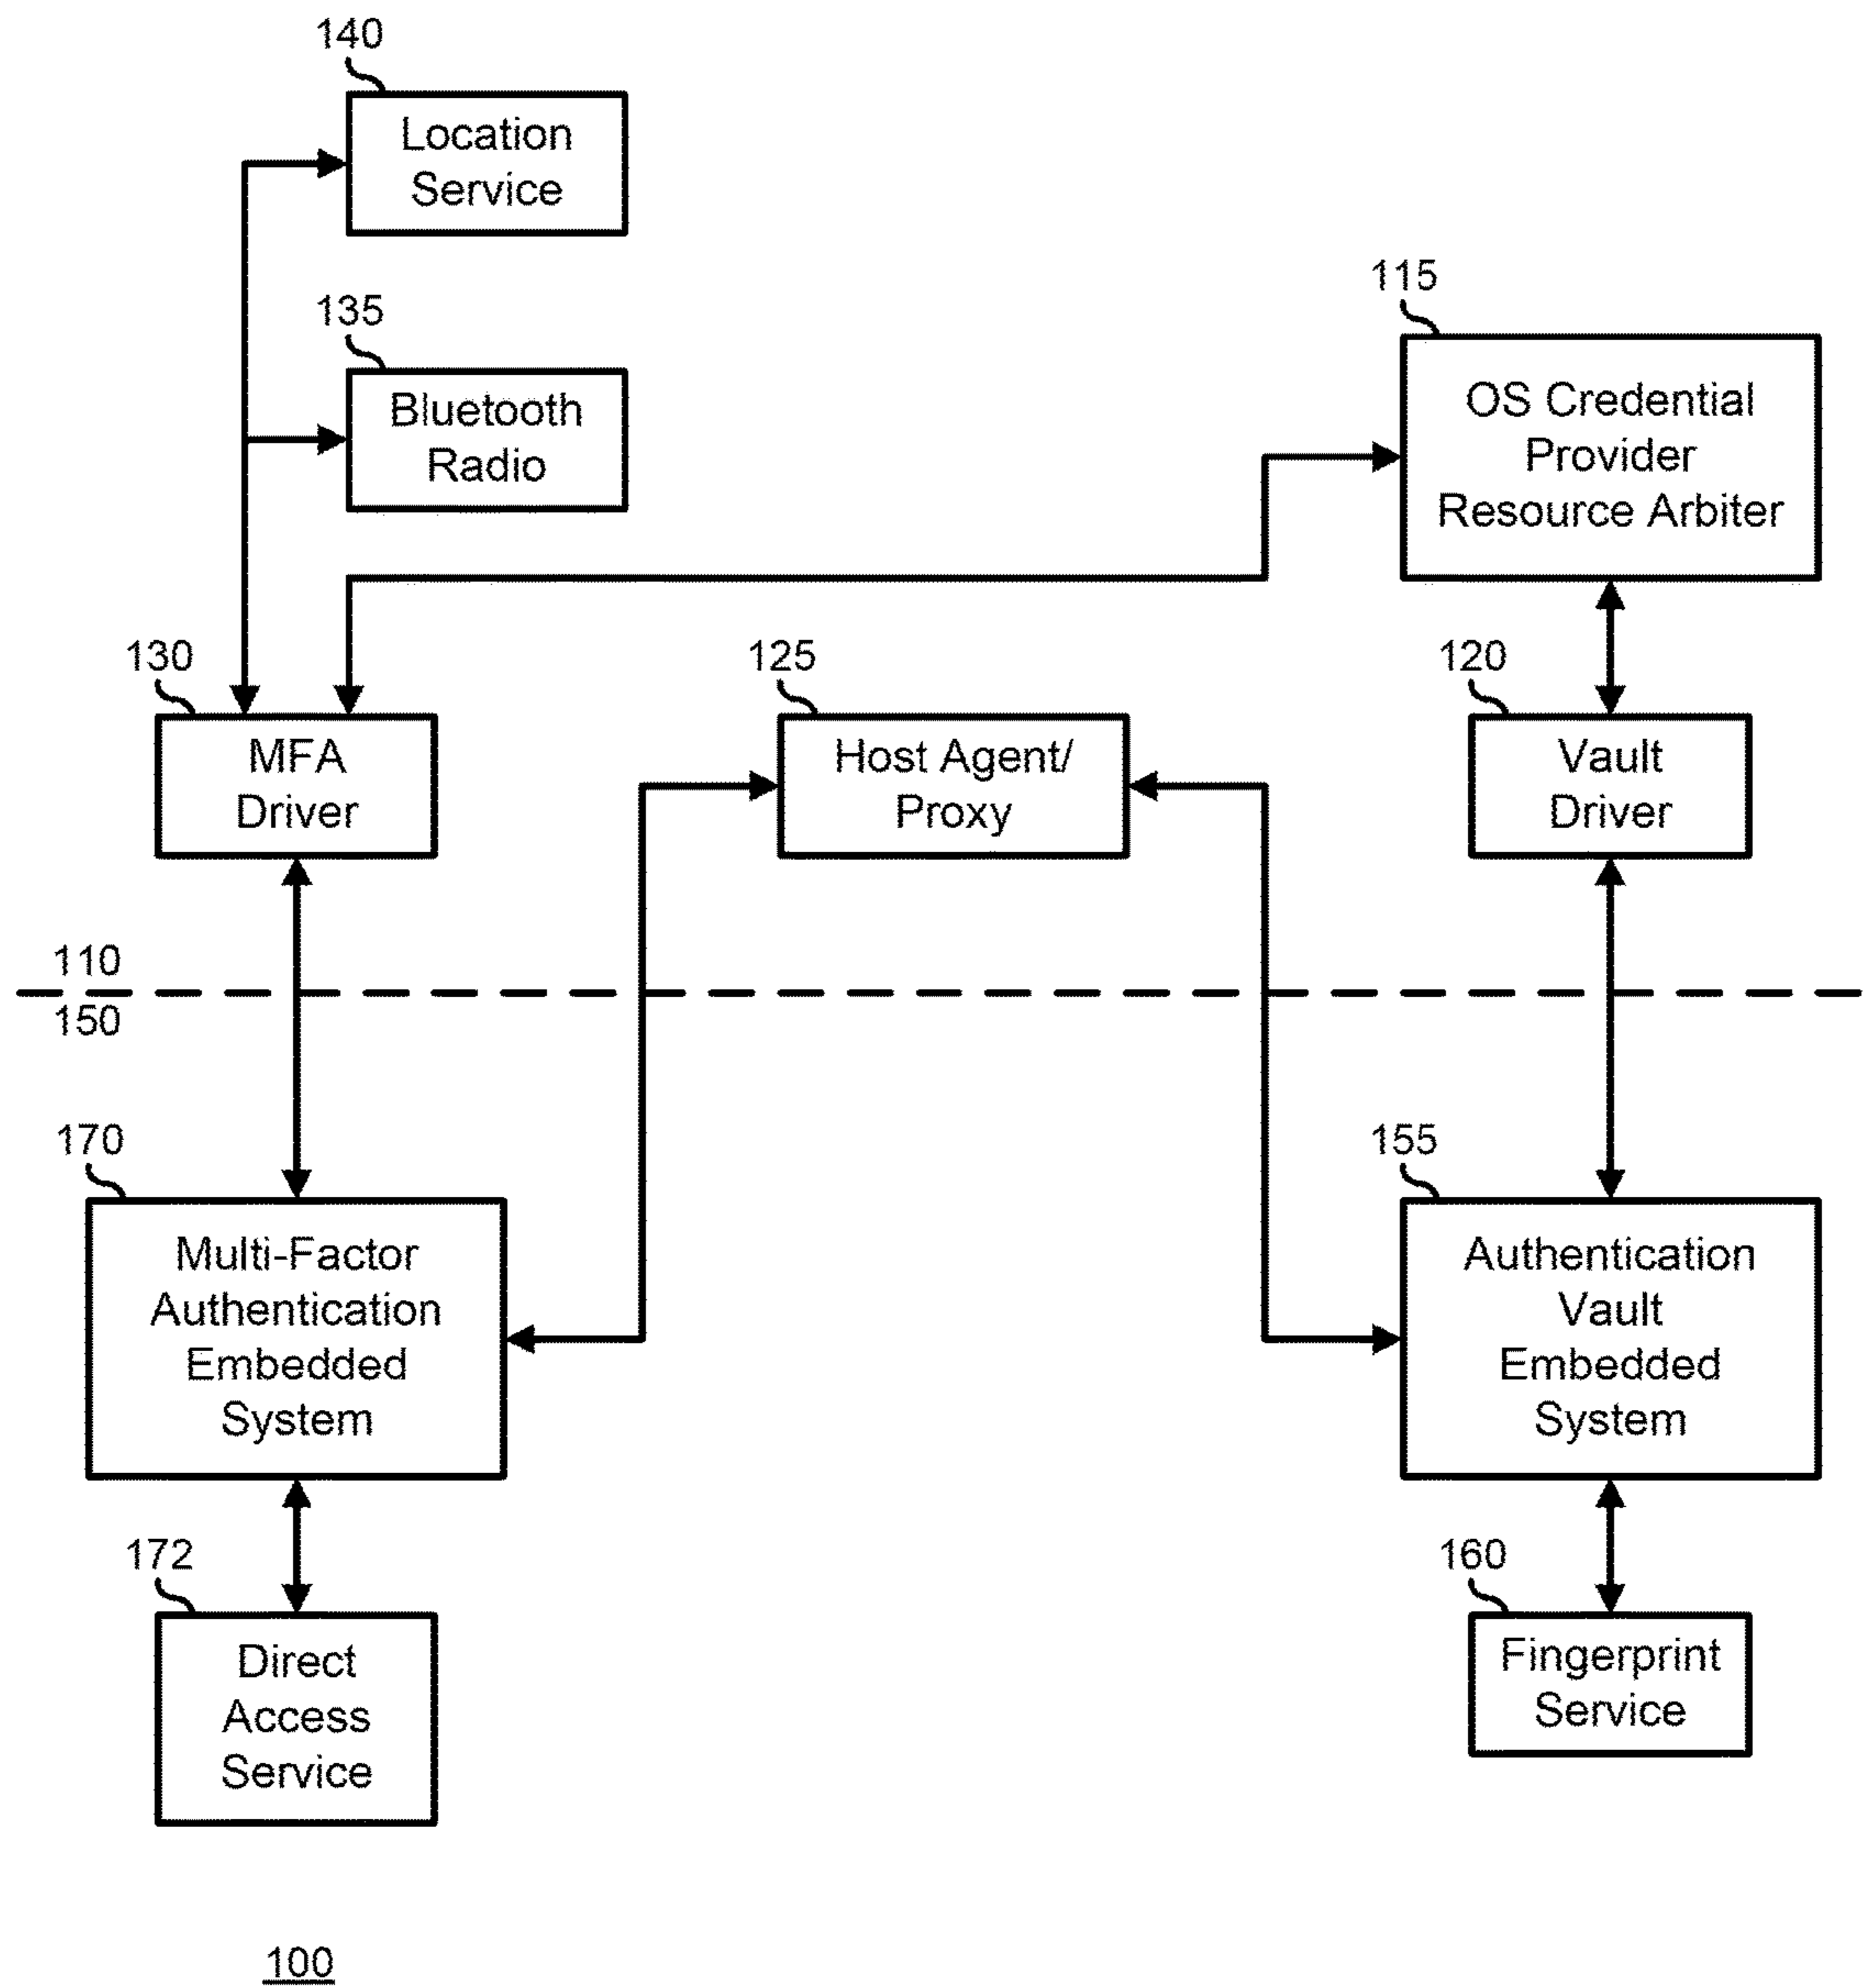 140
Location
Service
135
Bluetooth
Radio
115
OS Credential
Provider
Resource Arbiter
130
MFA
Driver
125
Host Agent/
Proxy
120
Vault
Driver
110
150
170
Multi-Factor
Authentication
Embedded
System
155
Authentication
Vault
Embedded
System
172
Direct
Access
Service
160
Fingerprint
Service
100